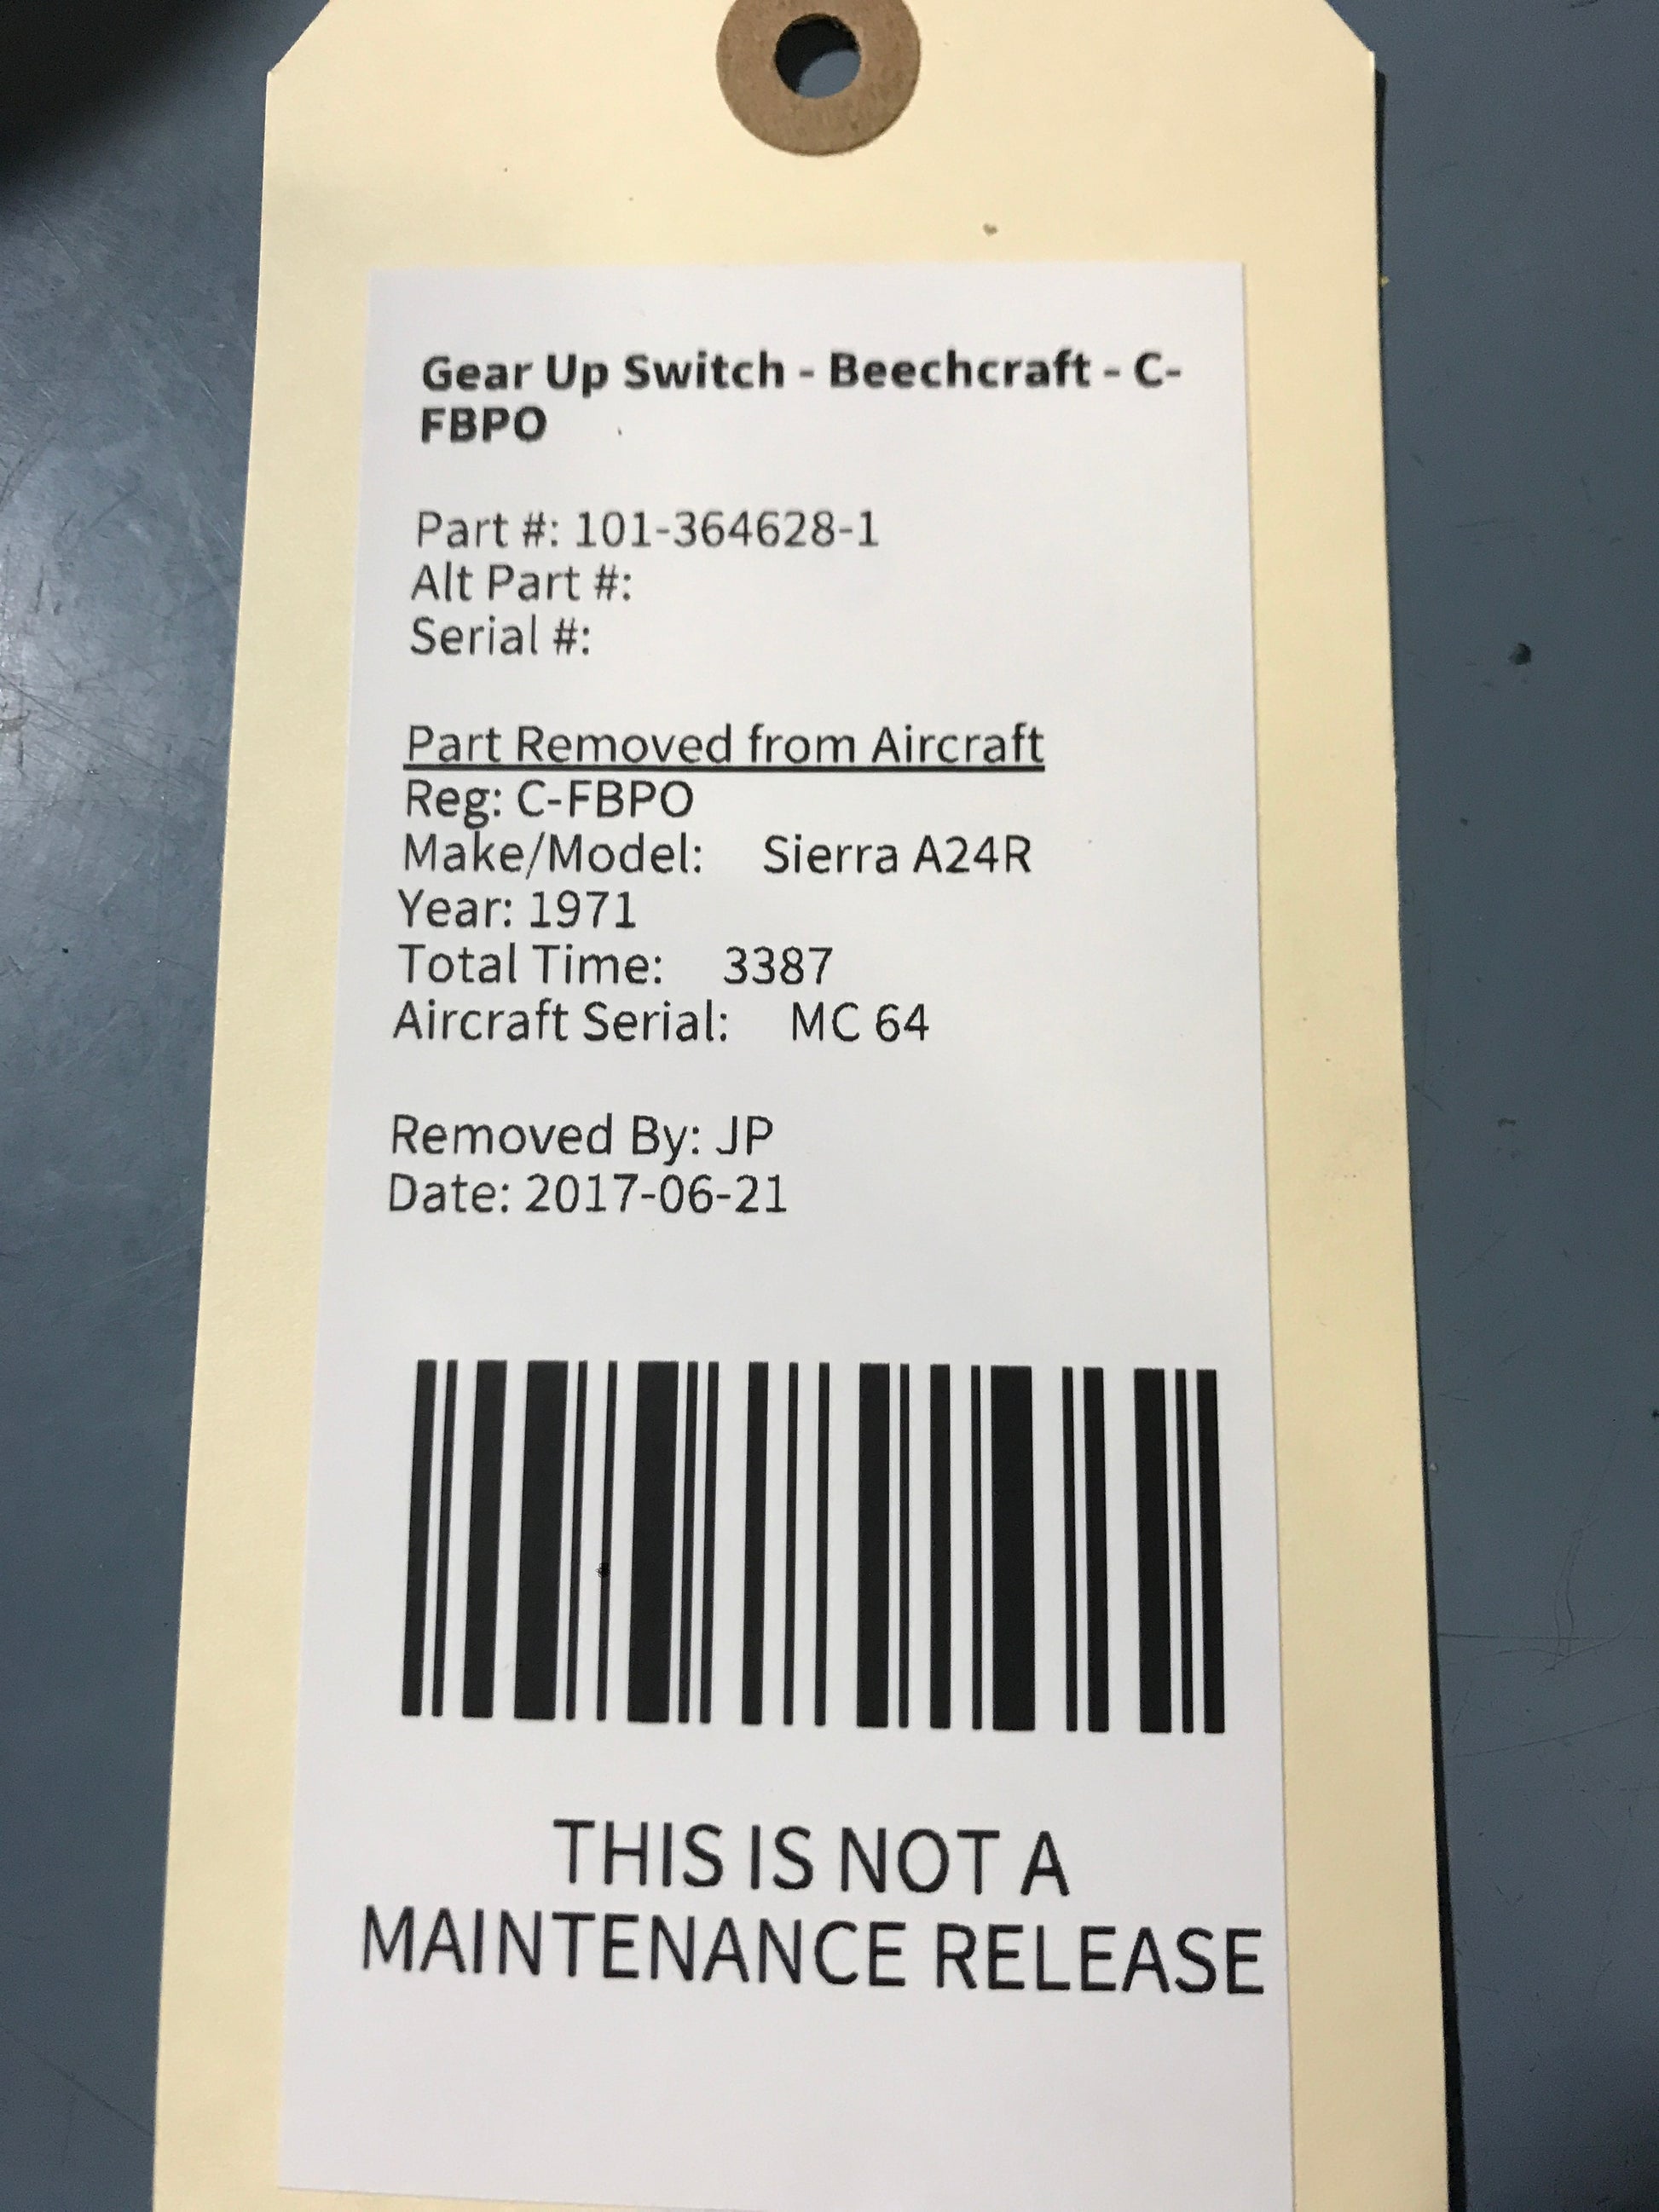 Gear Up Switch - Beechcraft - C-
FBPO
Part #: 101-364628-1
Alt Part #:
Serial #:
Part Removed from Aircraft
Reg: C-FBPO
Make/Model: Sierra A24R
Year: 1971
Total Time: 3387
Aircraft Serial: MC 64
Removed By: JP
Date: 2017-06-21
THIS IS NOT A
MAINTENANCE RELEASE